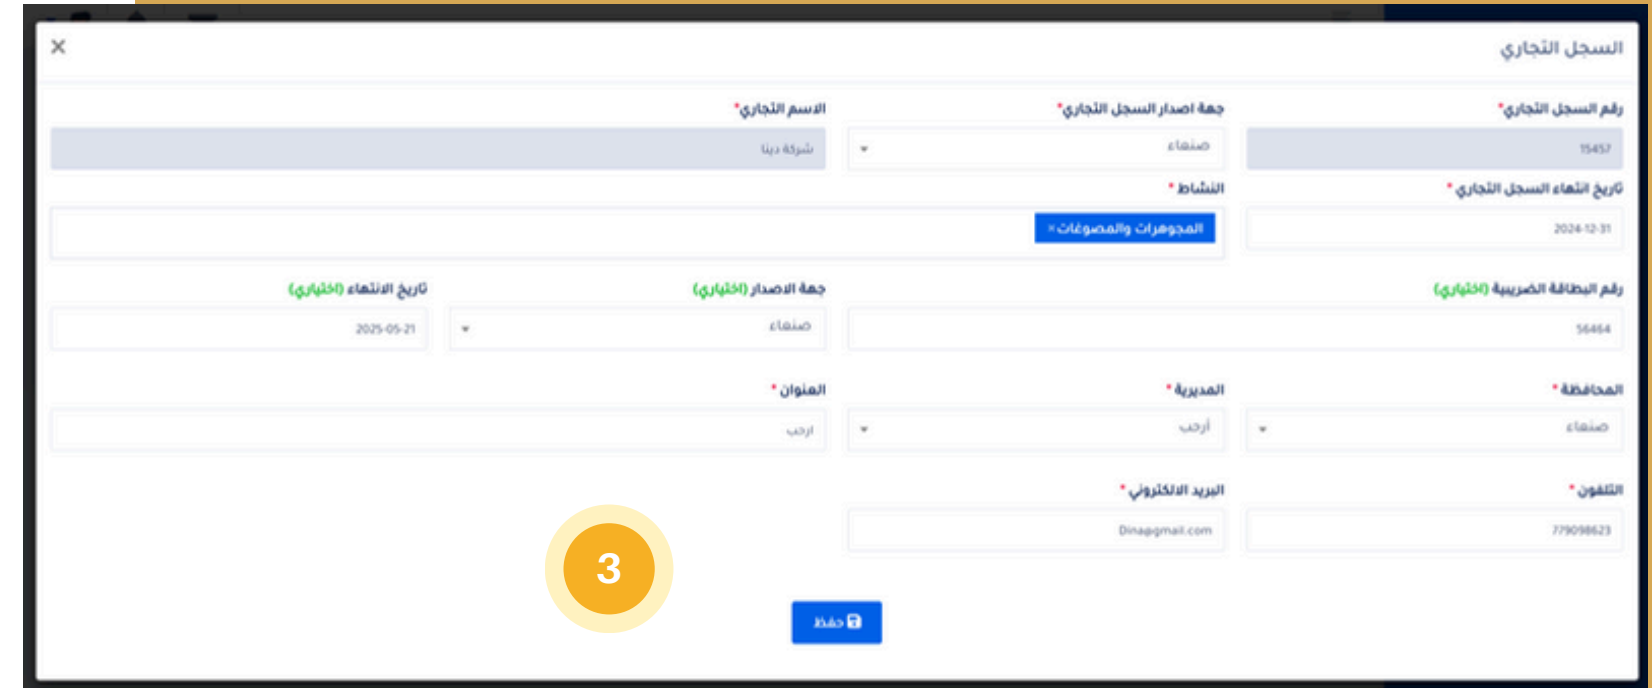 السجل التجاري ×
رقم السجل التجاري* جهة اصدار السجل التجاري* الاسم التجاري*
15457 صنعاء شركة دينا
تاريخ انتهاء السجل التجاري * النشاط *
2024-12-31 المجوهرات والمصوغات ×
رقم البطاقة الضريبية (اختياري) جهة الاصدار (اختياري) تاريخ الانتهاء (اختياري)
56464 صنعاء 2025-05-21
المحافظة * المديرية * العنوان *
صنعاء أرحب ارحب
التلفون * البريد الالكتروني *
779098623 Dina@gmail.com
3
حفظ